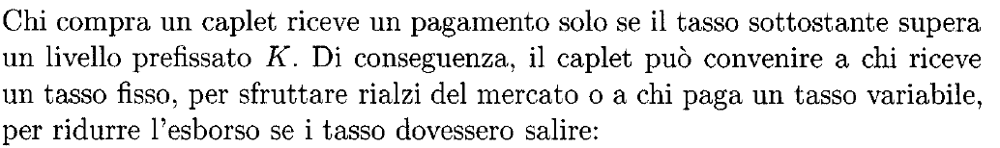 Chi compra un caplet riceve un pagamento solo se il tasso sottostante supera
un livello prefissato K. Di conseguenza, il caplet può convenire a chi riceve
un tasso fisso, per sfruttare rialzi del mercato o a chi paga un tasso variabile,
per ridurre l'esborso se i tasso dovessero salire: